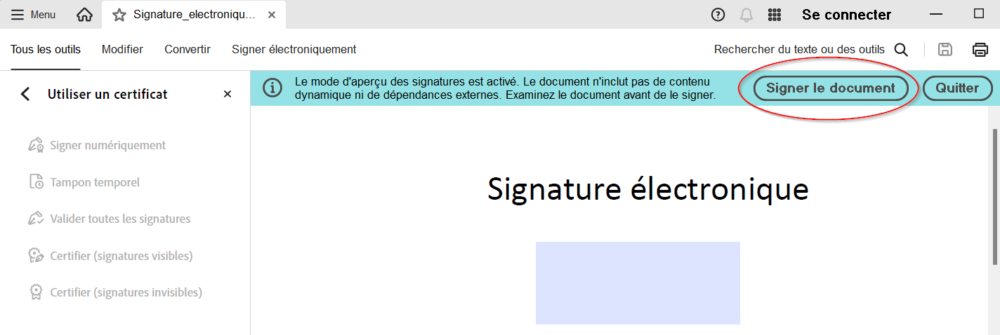 Menu
Signature_electroniqu...
Se connecter
Tous les outils
Modifier
Convertir
Signer électroniquement
Rechercher du texte ou des outils
Utiliser un certificat
Signer numériquement
Tampon temporel
Valider toutes les signatures
Certifier (signatures visibles)
Certifier (signatures invisibles)
Le mode d'aperçu des signatures est activé. Le document n'inclut pas de contenu
dynamique ni de dépendances externes. Examinez le document avant de le signer.
Signer le document
Quitter
Signature électronique